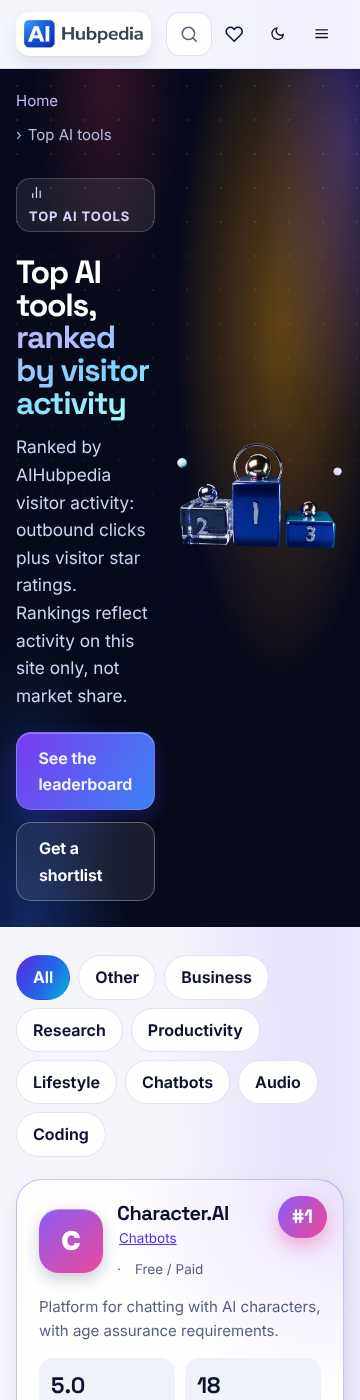 AI Hubpedia
Home
› Top AI tools
TOP AI TOOLS
Top AI
tools,
ranked
by visitor
activity
Ranked by
AIHubpedia
visitor activity:
outbound clicks
plus visitor star
ratings.
Rankings reflect
activity on this
site only, not
market share.
2
1
3
See the
leaderboard
Get a
shortlist
All
Other
Business
Research
Productivity
Lifestyle
Chatbots
Audio
Coding
C
Character.AI
#1
Chatbots
· Free / Paid
Platform for chatting with AI characters,
with age assurance requirements.
5.0
18